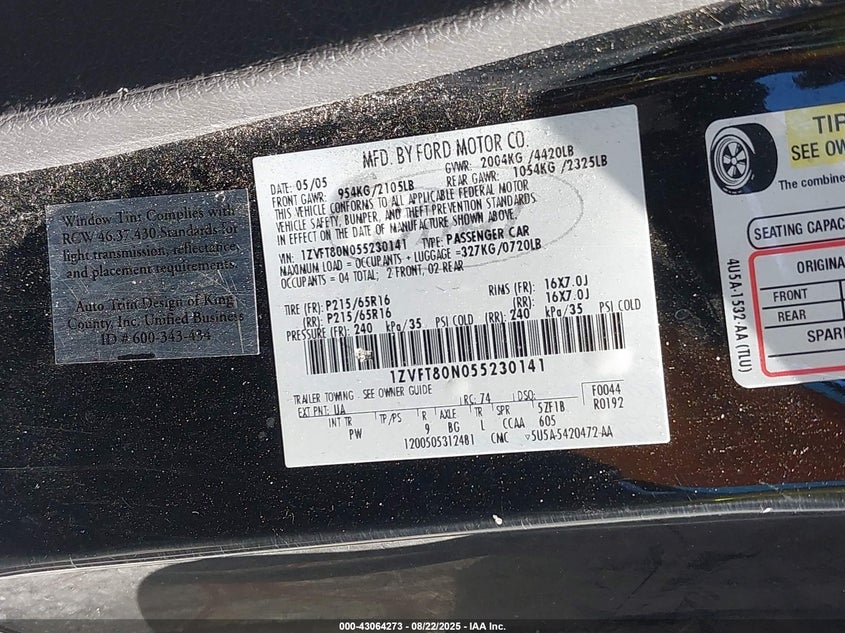 Window Tint Complies with
RCW 46.37.430 Standards for
light transmission, reflectance
and placement requirements.
Auto Trim Design of King
County, Inc. Unified Business
ID # 600-343-434
MFD. BY FORD MOTOR CO.
DATE: 05/05 GVWR: 2004KG /4420LB
FRONT GAWR: 954KG /2105LB REAR GAWR: 1054KG /2325LB
THIS VEHICLE CONFORMS TO ALL APPLICABLE FEDERAL MOTOR
VEHICLE SAFETY, BUMPER, AND THEFT PREVENTION STANDARDS
IN EFFECT ON THE DATE OF MANUFACTURE SHOWN ABOVE.
VIN: 1ZVFT80N055230141 TYPE: PASSENGER CAR
MAXIMUM LOAD = OCCUPANTS + LUGGAGE =327KG/0720LB
OCCUPANTS = 04 TOTAL; 2 FRONT, 02 REAR
TIRE (FR): P215/65R16 RIMS (FR): 16X7.0J
(RR): P215/65R16 (RR): 16X7.0J
PRESSURE (FR): 240 kPa/35 PSI COLD (RR): 240 kPa/35 PSI COLD
1ZVFT80N055230141
TRAILER TOWING SEE OWNER GUIDE
EXT PNT: UA RC: 74 DSO: F0044
INT TR TP/PS R AXLE TR SPR 5ZF1B R0192
PW 9 BG L CCAA 605
120050531248​1 CMC 5U5A-5420472-AA
TIR
SEE OWN
The combine
SEATING CAPAC
ORIGINA
FRONT
REAR
SPAR
4U5A-1532-AA (TLU)
000-43064273 - 08/22/2025 - IAA Inc.